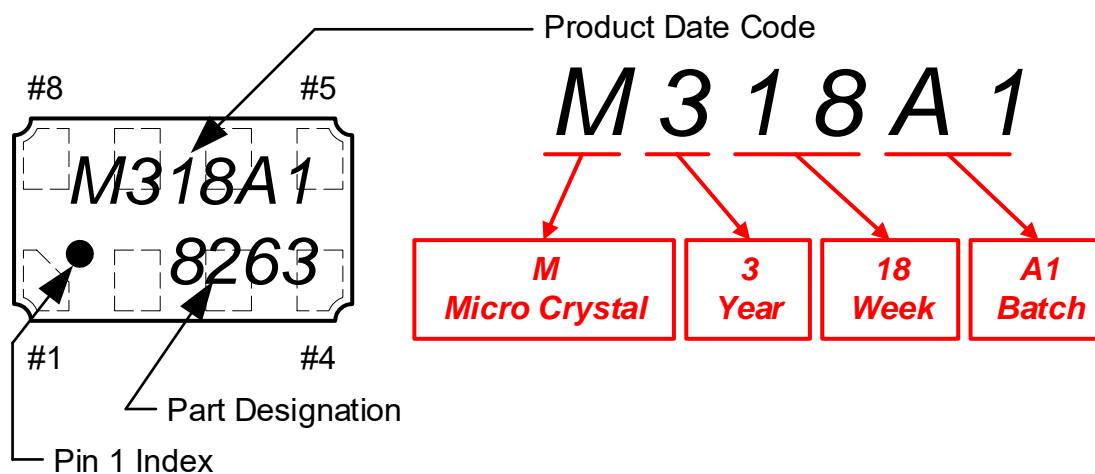 Product Date Code
#8 #5
M318A1
8263
#1 #4
Part Designation
Pin 1 Index
M 3 1 8 A 1
M
Micro Crystal
3
Year
18
Week
A1
Batch